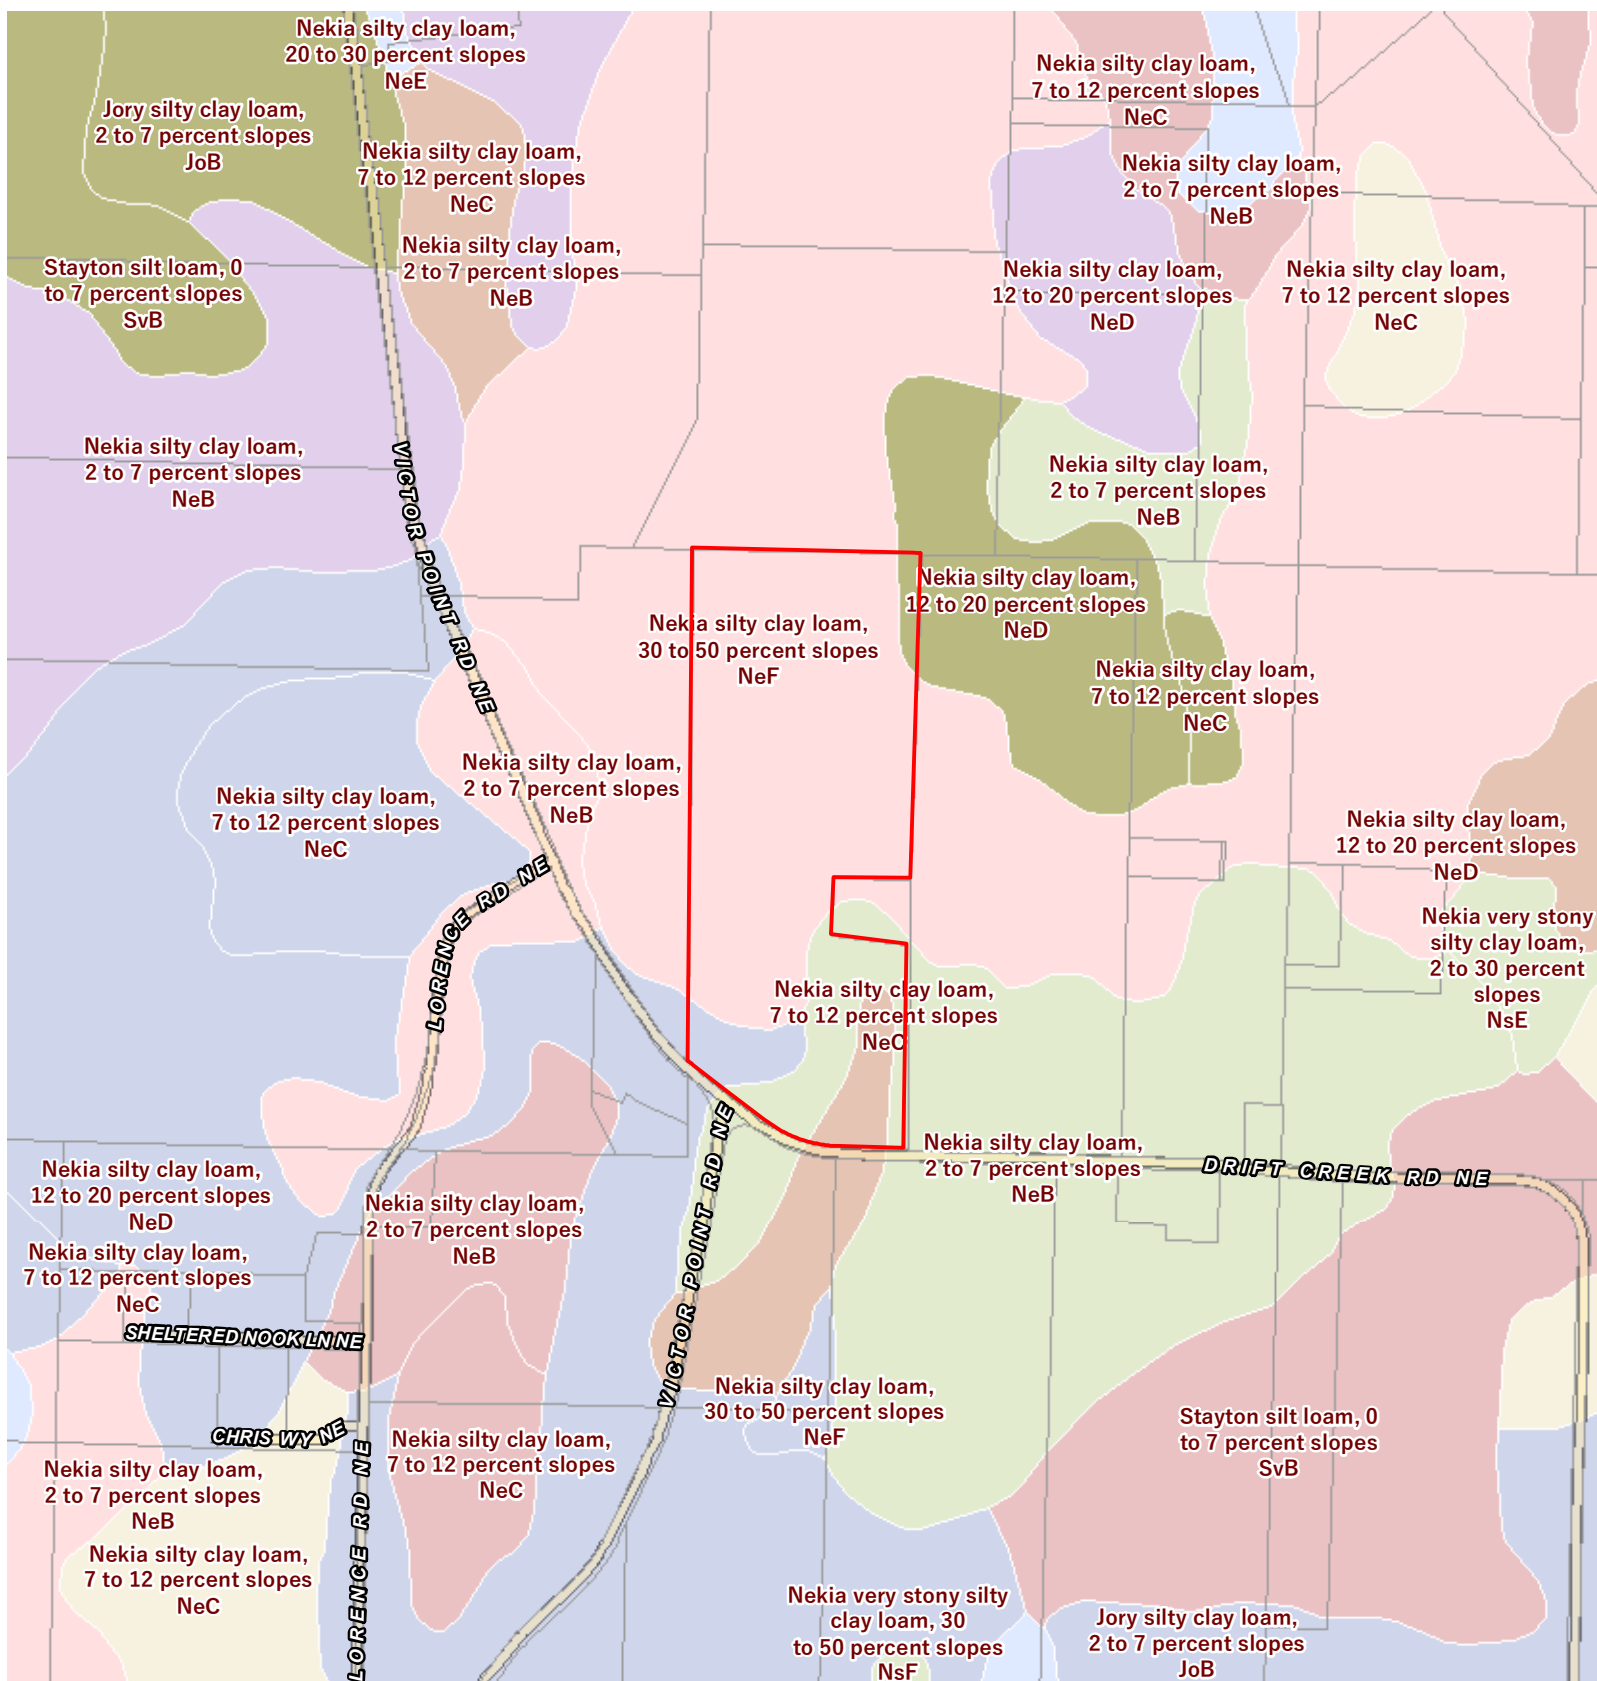 Nekia silty clay loam,
20 to 30 percent slopes
NeE
Jory silty clay loam,
2 to 7 percent slopes
JoB
Nekia silty clay loam,
7 to 12 percent slopes
NeC
Nekia silty clay loam,
7 to 12 percent slopes
NeC
Nekia silty clay loam,
2 to 7 percent slopes
NeB
Nekia silty clay loam,
2 to 7 percent slopes
NeB
Stayton silt loam, 0
to 7 percent slopes
SvB
Nekia silty clay loam,
12 to 20 percent slopes
NeD
Nekia silty clay loam,
7 to 12 percent slopes
NeC
Nekia silty clay loam,
2 to 7 percent slopes
NeB
VICTOR POINT RD NE
Nekia silty clay loam,
2 to 7 percent slopes
NeB
Nekia silty clay loam,
12 to 20 percent slopes
NeD
Nekia silty clay loam,
30 to 50 percent slopes
NeF
Nekia silty clay loam,
7 to 12 percent slopes
NeC
Nekia silty clay loam,
2 to 7 percent slopes
NeB
Nekia silty clay loam,
7 to 12 percent slopes
NeC
Nekia silty clay loam,
12 to 20 percent slopes
NeD
LORENCE RD NE
Nekia very stony
silty clay loam,
2 to 30 percent
slopes
NsE
Nekia silty clay loam,
7 to 12 percent slopes
NeC
Nekia silty clay loam,
2 to 7 percent slopes
NeB
DRIFT CREEK RD NE
Nekia silty clay loam,
12 to 20 percent slopes
NeD
Nekia silty clay loam,
2 to 7 percent slopes
NeB
VICTOR POINT RD NE
Nekia silty clay loam,
7 to 12 percent slopes
NeC
SHELTERED NOOK LN NE
Nekia silty clay loam,
30 to 50 percent slopes
NeF
Stayton silt loam, 0
to 7 percent slopes
SvB
CHRIS WY NE
Nekia silty clay loam,
7 to 12 percent slopes
NeC
LORENCE RD NE
Nekia silty clay loam,
2 to 7 percent slopes
NeB
Nekia silty clay loam,
7 to 12 percent slopes
NeC
Nekia very stony silty
clay loam, 30
to 50 percent slopes
NsF
Jory silty clay loam,
2 to 7 percent slopes
JoB